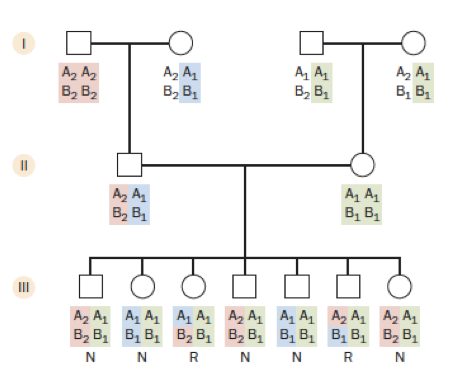 I
A₂ A₂ A₂ A₁ A₁ A₁ A₂ A₁
B₂ B₂ B₂ B₁ B₂ B₁ B₁ B₁
II
A₂ A₁ A₁ A₁
B₂ B₁ B₁ B₁
III
A₂ A₁ A₁ A₁ A₁ A₁ A₂ A₁ A₁ A₁ A₂ A₁ A₂ A₁
B₂ B₁ B₁ B₁ B₂ B₁ B₂ B₁ B₁ B₁ B₁ B₁ B₂ B₁
N N R N N R N